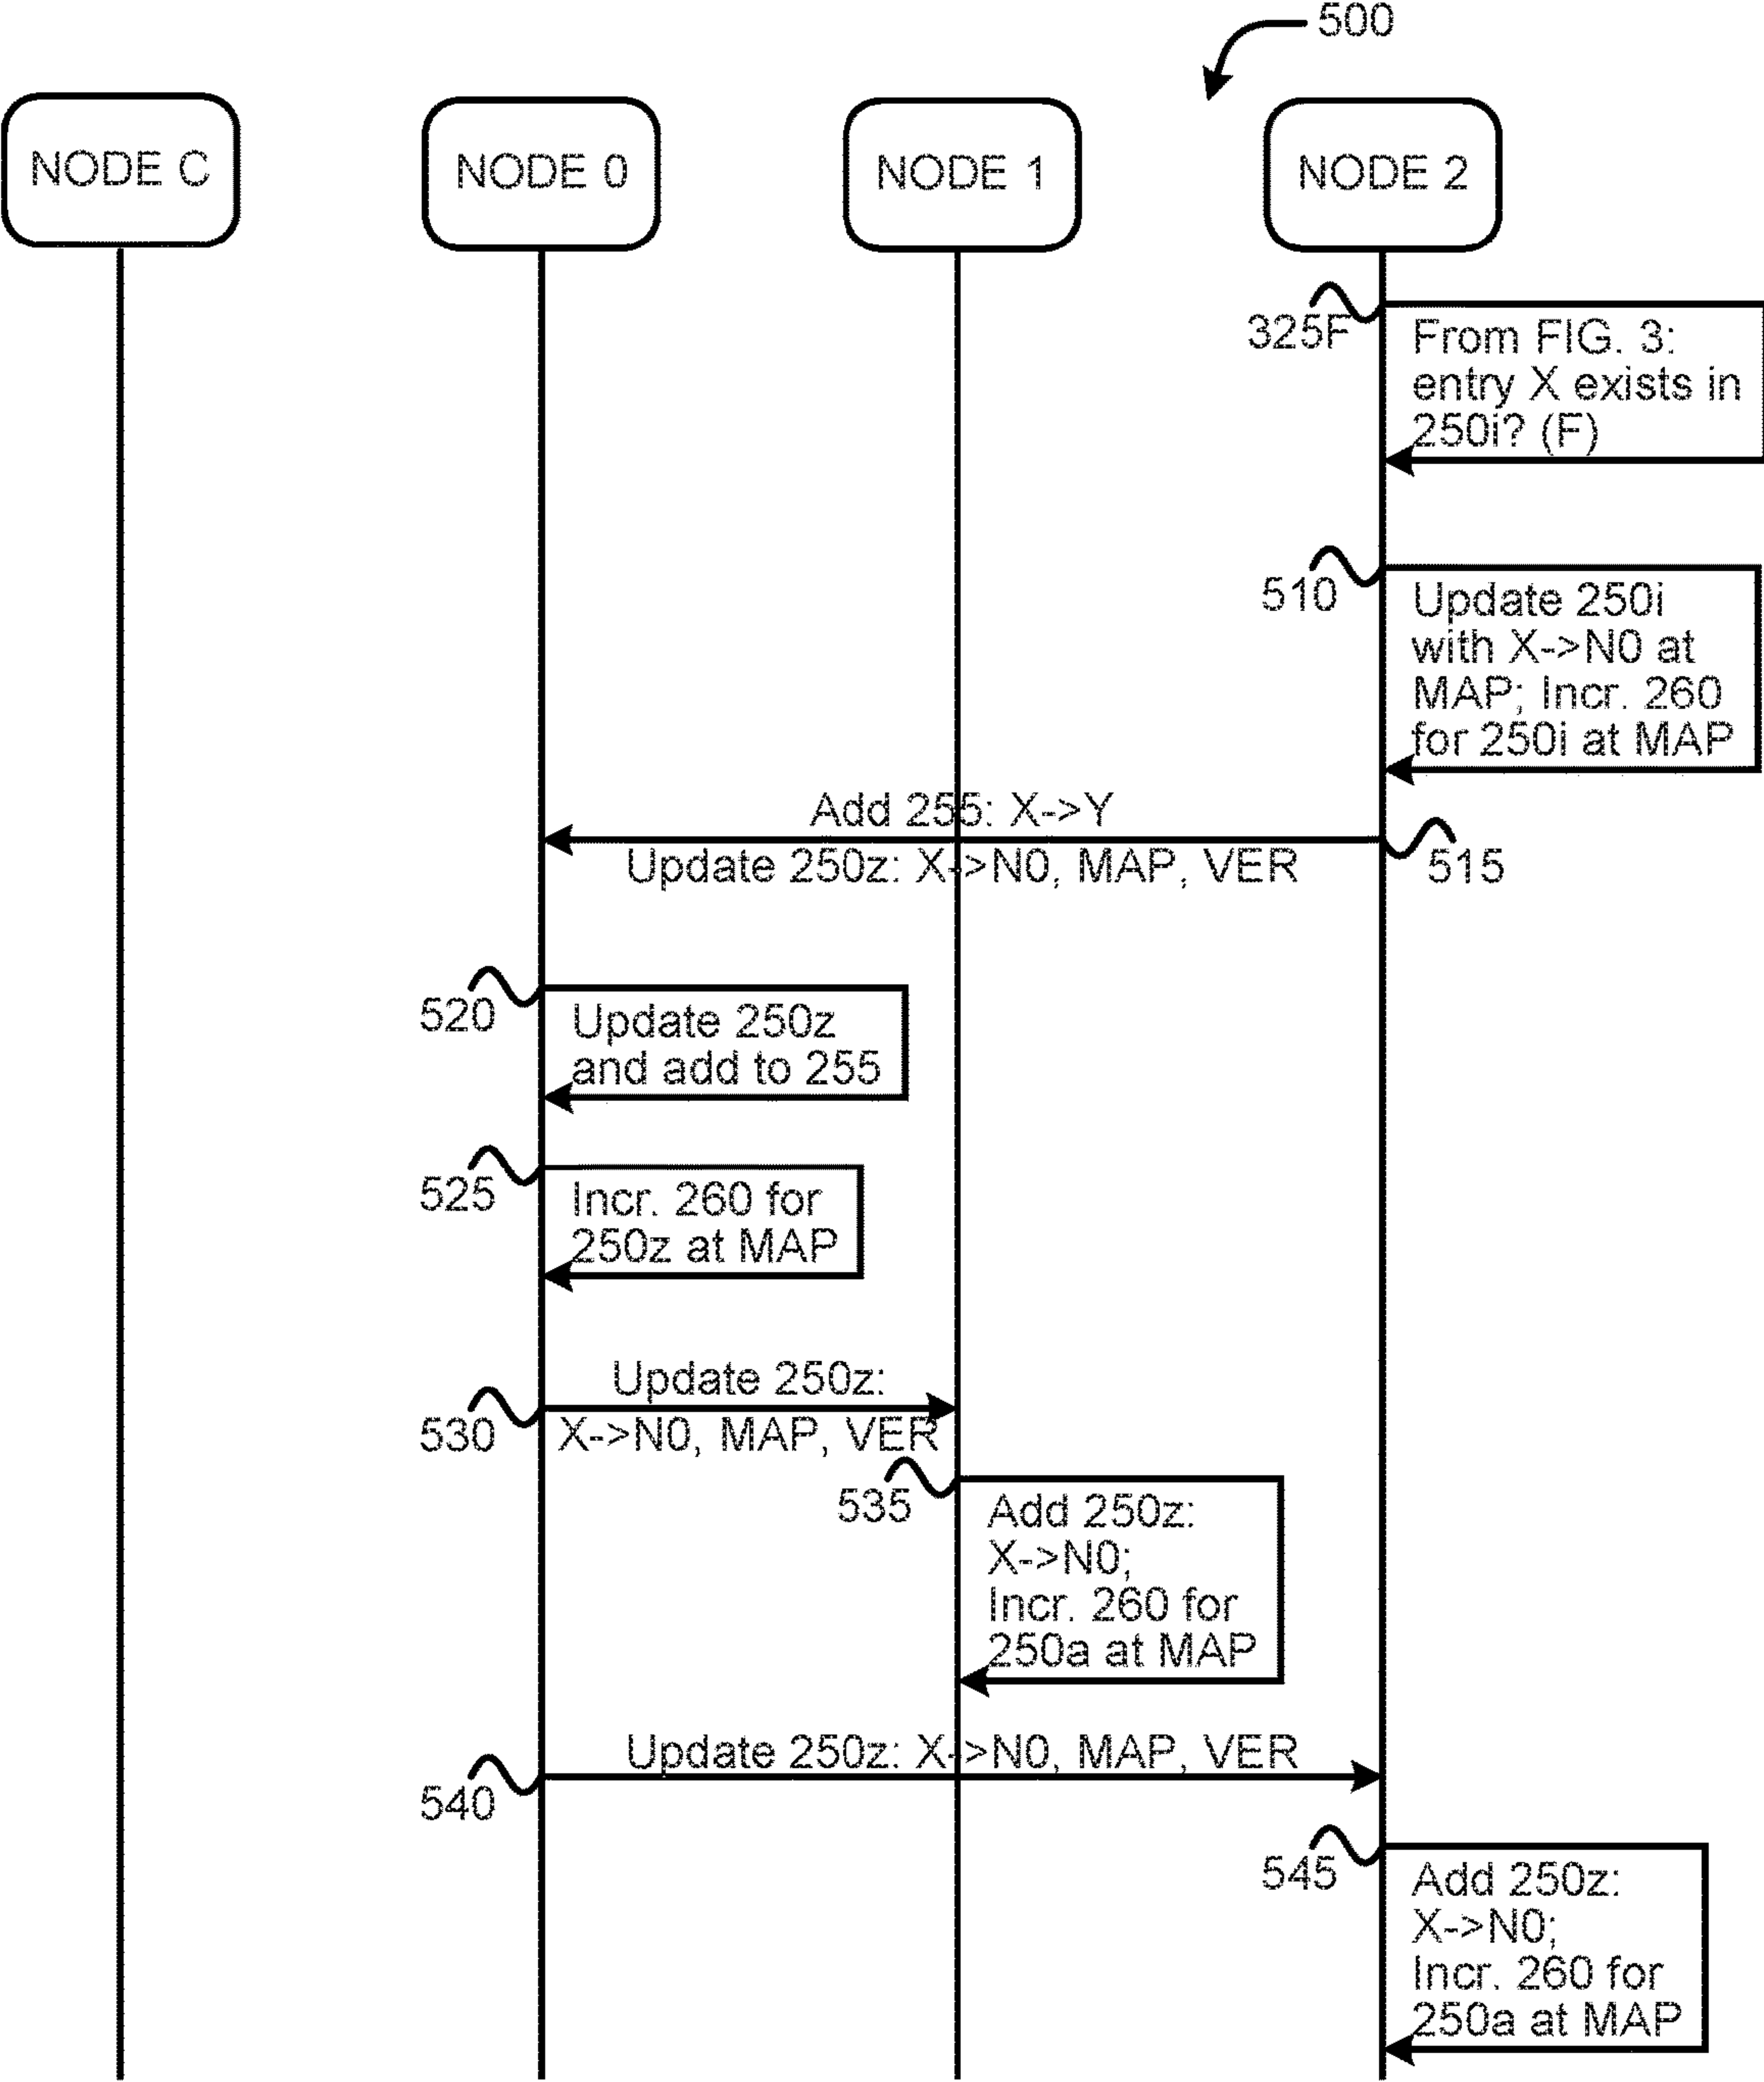 500
NODE C
NODE 0
NODE 1
NODE 2
325F
From FIG. 3:
entry X exists in
250i? (F)
510
Update 250i
with X->N0 at
MAP; Incr. 260
for 250i at MAP
Add 255: X->Y
Update 250z: X->N0, MAP, VER
515
520
Update 250z
and add to 255
525
Incr. 260 for
250z at MAP
Update 250z:
530
X->N0, MAP, VER
535
Add 250z:
X->N0;
Incr. 260 for
250a at MAP
Update 250z: X->N0, MAP, VER
540
545
Add 250z:
X->N0;
Incr. 260 for
250a at MAP